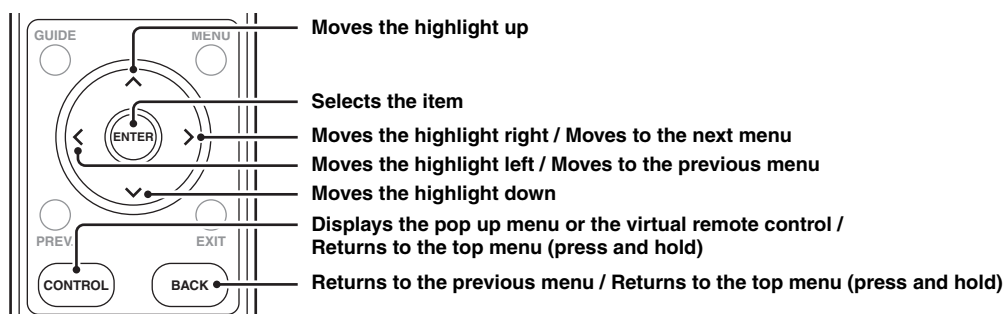 GUIDE
MENU
Moves the highlight up
Selects the item
ENTER
Moves the highlight right / Moves to the next menu
Moves the highlight left / Moves to the previous menu
Moves the highlight down
Displays the pop up menu or the virtual remote control /
Returns to the top menu (press and hold)
PREV.
EXIT
CONTROL
BACK
Returns to the previous menu / Returns to the top menu (press and hold)